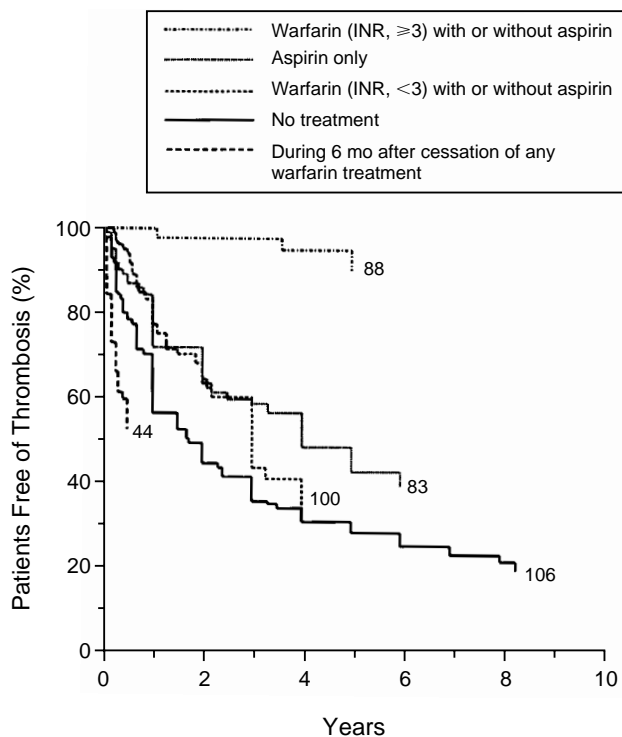 Warfarin (INR, ≥3) with or without aspirin
Aspirin only
Warfarin (INR, <3) with or without aspirin
No treatment
During 6 mo after cessation of any
warfarin treatment
100
80
60
40
20
0
Patients Free of Thrombosis (%)
88
44
83
100
106
0 2 4 6 8 10
Years